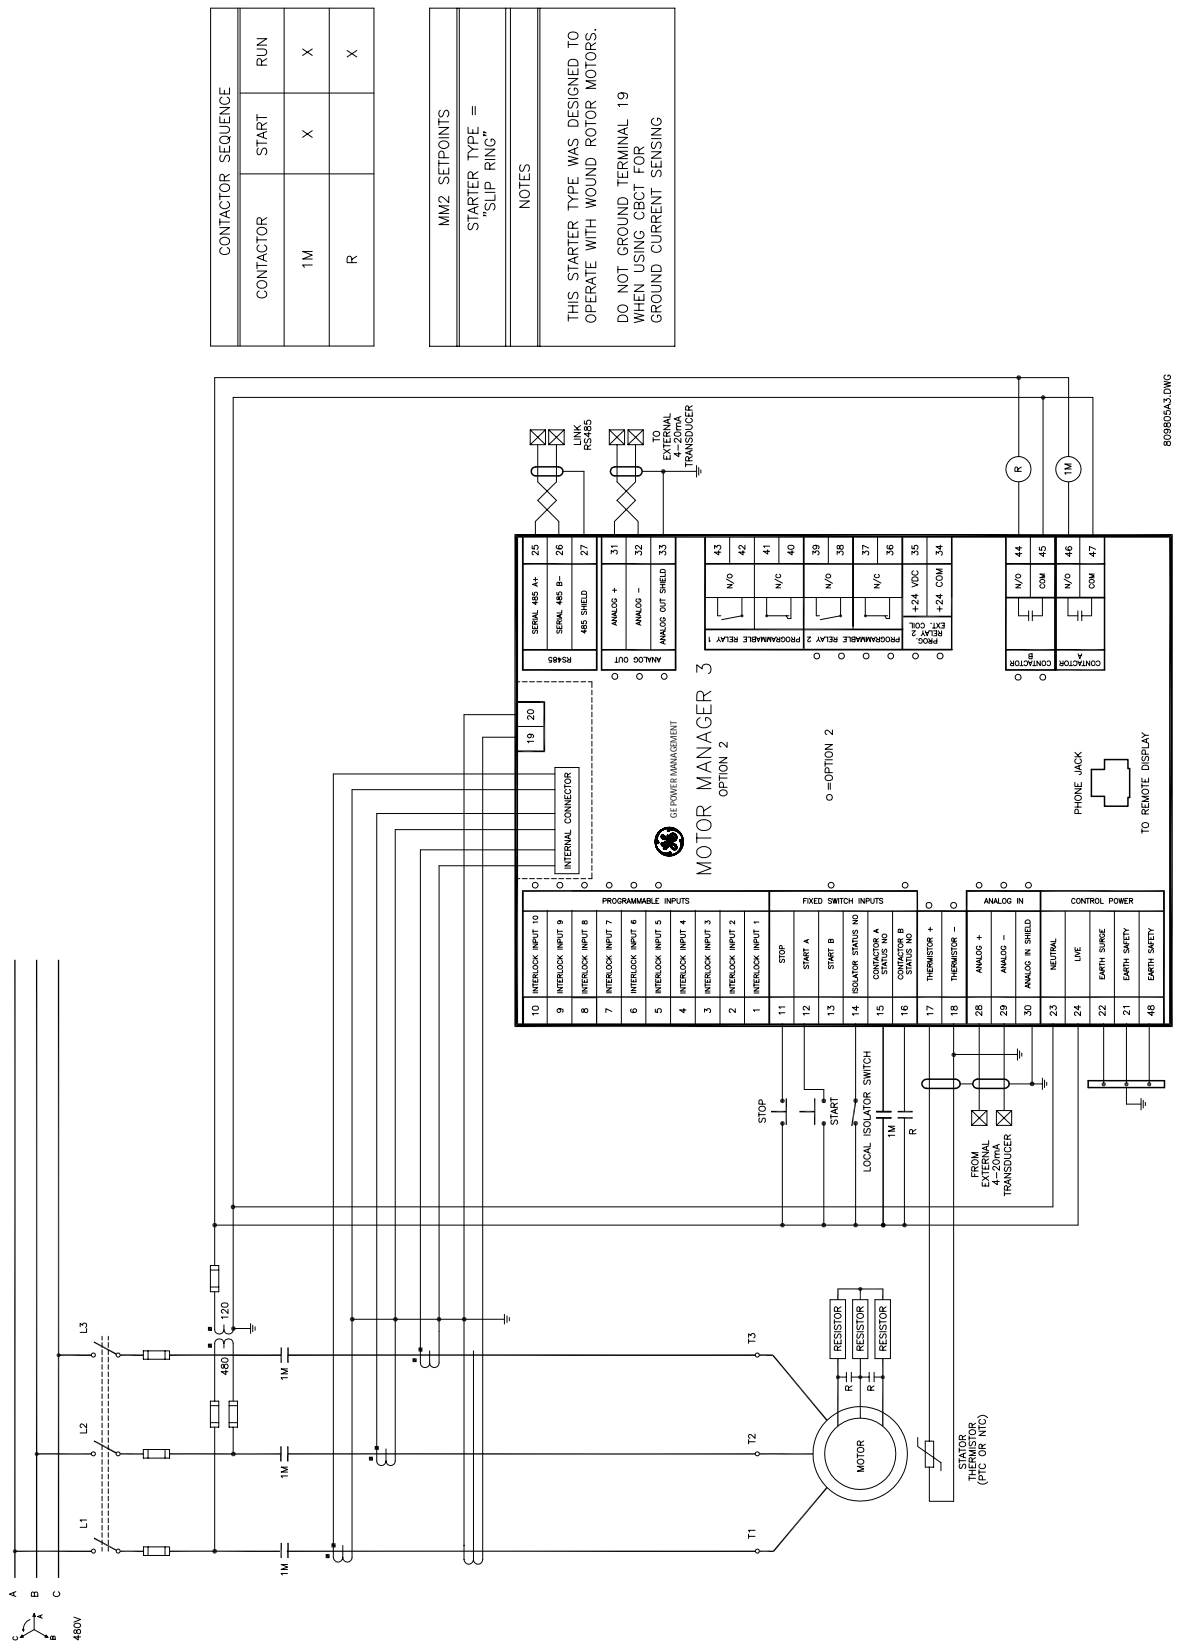 A
B
C
C
A
B
480V
L1
L2
L3
480
120
1M
1M
1M
T1
T2
T3
MOTOR
R
R
RESISTOR
RESISTOR
RESISTOR
STATOR
THERMISTOR
(PTC OR NTC)
STOP
START
LOCAL ISOLATOR SWITCH
1M
R
FROM
EXTERNAL
4-20mA
TRANSDUCER
PROGRAMMABLE INPUTS
10 INTERLOCK INPUT 10
9 INTERLOCK INPUT 9
8 INTERLOCK INPUT 8
7 INTERLOCK INPUT 7
6 INTERLOCK INPUT 6
5 INTERLOCK INPUT 5
4 INTERLOCK INPUT 4
3 INTERLOCK INPUT 3
2 INTERLOCK INPUT 2
1 INTERLOCK INPUT 1
FIXED SWITCH INPUTS
11 STOP
12 START A
13 START B
14 ISOLATOR STATUS NO
15 CONTACTOR A
STATUS NO
16 CONTACTOR B
STATUS NO
17 THERMISTOR +
18 THERMISTOR -
ANALOG IN
28 ANALOG +
29 ANALOG -
30 ANALOG IN SHIELD
CONTROL POWER
23 NEUTRAL
24 LIVE
22 EARTH SURGE
21 EARTH SAFETY
48 EARTH SAFETY
INTERNAL CONNECTOR
19 20
GE POWER MANAGEMENT
MOTOR MANAGER 3
OPTION 2
O=OPTION 2
PHONE JACK
TO REMOTE DISPLAY
RS485
SERIAL 485 A+ 25
SERIAL 485 B- 26
485 SHIELD 27
ANALOG OUT
ANALOG + 31
ANALOG - 32
ANALOG OUT SHIELD 33
PROGRAMMABLE RELAY 1
N/O 43
42
N/C 41
40
PROGRAMMABLE RELAY 2
N/O 39
38
N/C 37
36
PROG.
RELAY 2
EXT. COIL
+24 VDC 35
+24 COM 34
CONTACTOR
B
N/O 44
COM 45
CONTACTOR
A
N/O 46
COM 47
LINK
RS485
TO
EXTERNAL
4-20mA
TRANSDUCER
R
1M
CONTACTOR SEQUENCE
CONTACTOR START RUN
1M X X
R X
MM2 SETPOINTS
STARTER TYPE =
"SLIP RING"
NOTES
THIS STARTER TYPE WAS DESIGNED TO
OPERATE WITH WOUND ROTOR MOTORS.
DO NOT GROUND TERMINAL 19
WHEN USING CBCT FOR
GROUND CURRENT SENSING
809805A3.DWG